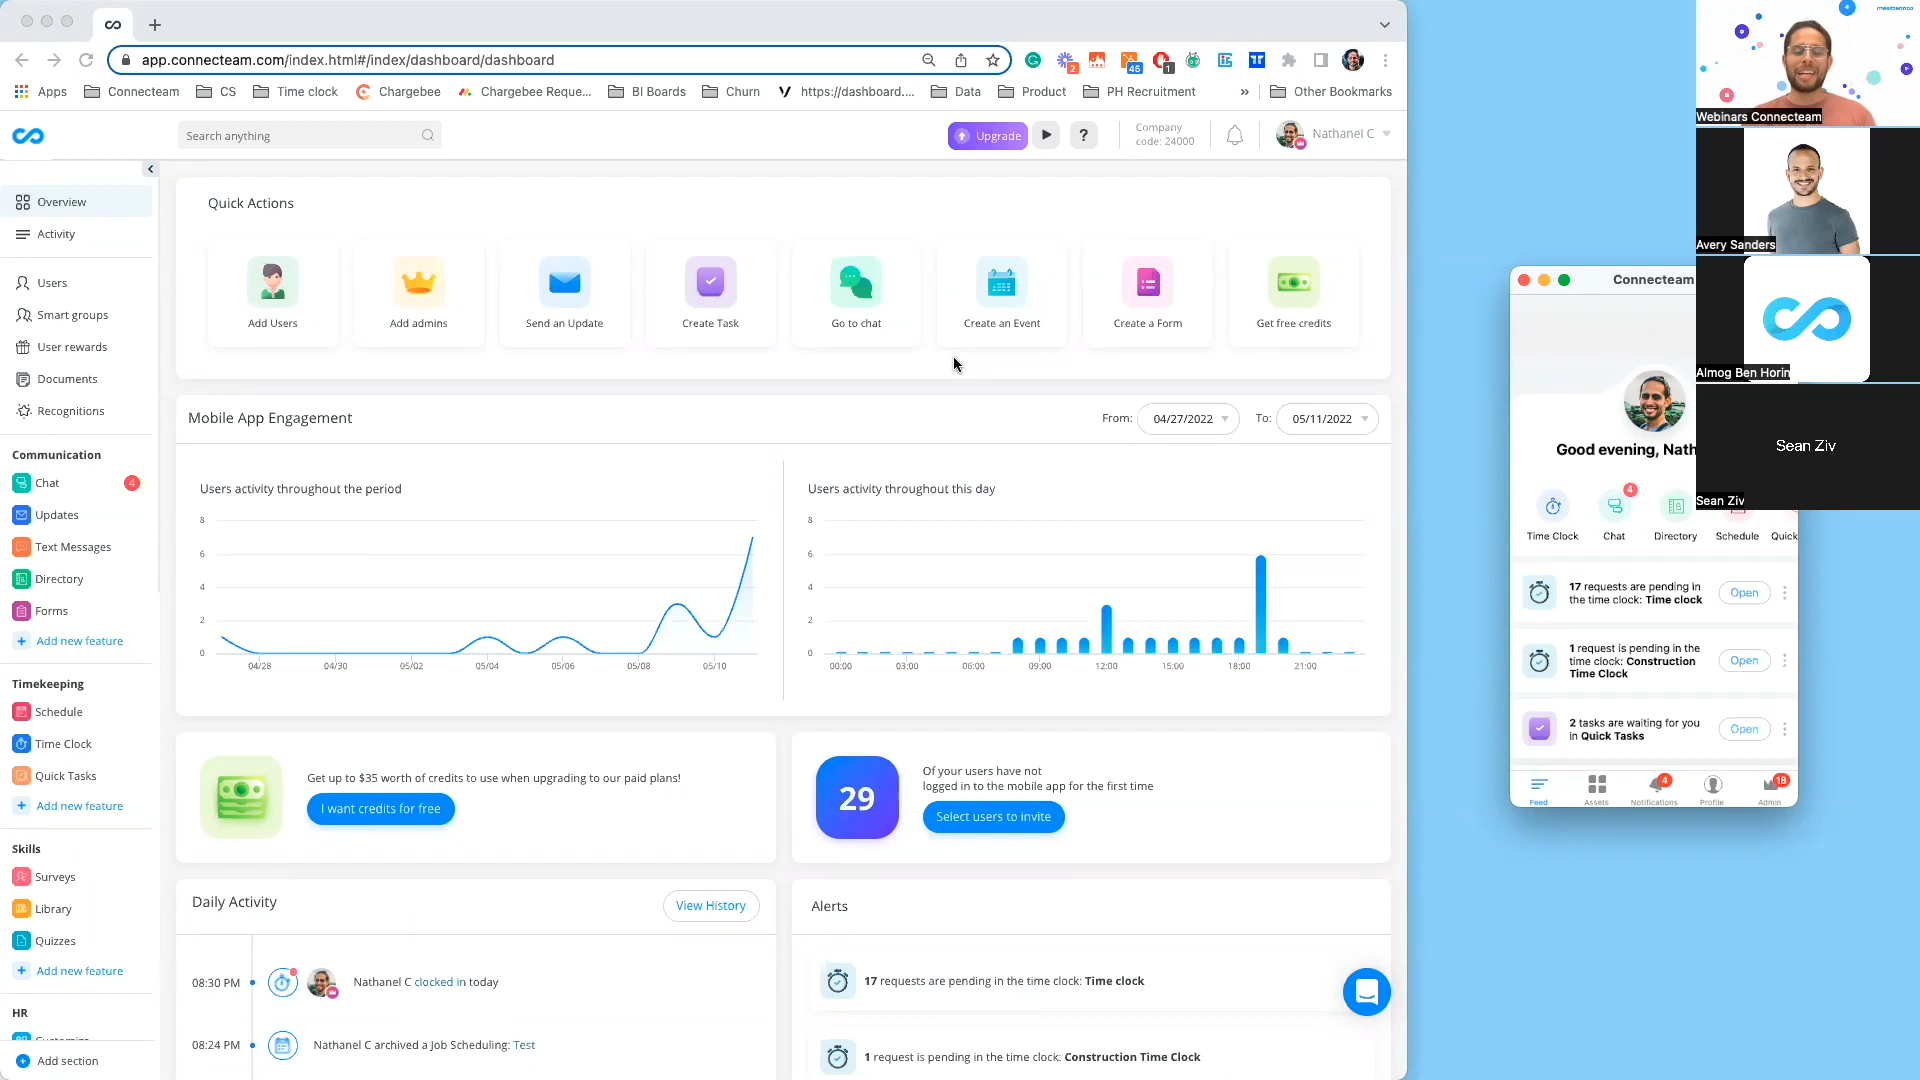 app.connecteam.com/index.html#/index/dashboard/dashboard
2
45
1
Apps
Connecteam
CS
Time clock
Chargebee
Chargebee Reque...
BI Boards
Churn
https://dashboard....
Data
Product
PH Recruitment
»
Other Bookmarks
Search anything
Upgrade
?
Company
code: 24000
Nathanel C
Overview
Activity
Users
Smart groups
User rewards
Documents
Recognitions
Communication
Chat
4
Updates
Text Messages
Directory
Forms
+ Add new feature
Timekeeping
Schedule
Time Clock
Quick Tasks
+ Add new feature
Skills
Surveys
Library
Quizzes
+ Add new feature
HR
Add section
Quick Actions
Add Users
Add admins
Send an Update
Create Task
Go to chat
Create an Event
Create a Form
Get free credits
Mobile App Engagement
From:
04/27/2022
To:
05/11/2022
Users activity throughout the period
8
6
4
2
0
04/28
04/30
05/02
05/04
05/06
05/08
05/10
Users activity throughout this day
8
6
4
2
0
00:00
03:00
06:00
09:00
12:00
15:00
18:00
21:00
Get up to $35 worth of credits to use when upgrading to our paid plans!
I want credits for free
29
Of your users have not
logged in to the mobile app for the first time
Select users to invite
Daily Activity
View History
08:30 PM
Nathanel C clocked in today
08:24 PM
Nathanel C archived a Job Scheduling: Test
Alerts
17 requests are pending in the time clock: Time clock
1 request is pending in the time clock: Construction Time Clock
Webinars Connecteam
Avery Sanders
Almog Ben Horin
Sean Ziv
Sean Ziv
Connecteam
Good evening, Nath
4
Time Clock
Chat
Directory
Schedule
Quick
17 requests are pending in
the time clock: Time clock
Open
1 request is pending in the
time clock: Construction
Time Clock
Open
2 tasks are waiting for you
in Quick Tasks
Open
Feed
Assets
4
Notifications
Profile
18
Admin